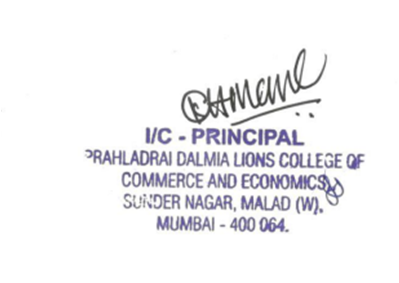 I/C - PRINCIPAL
PRAHLADRAI DALMIA LIONS COLLEGE OF
COMMERCE AND ECONOMICS,
SUNDER NAGAR, MALAD (W),
MUMBAI - 400 064.